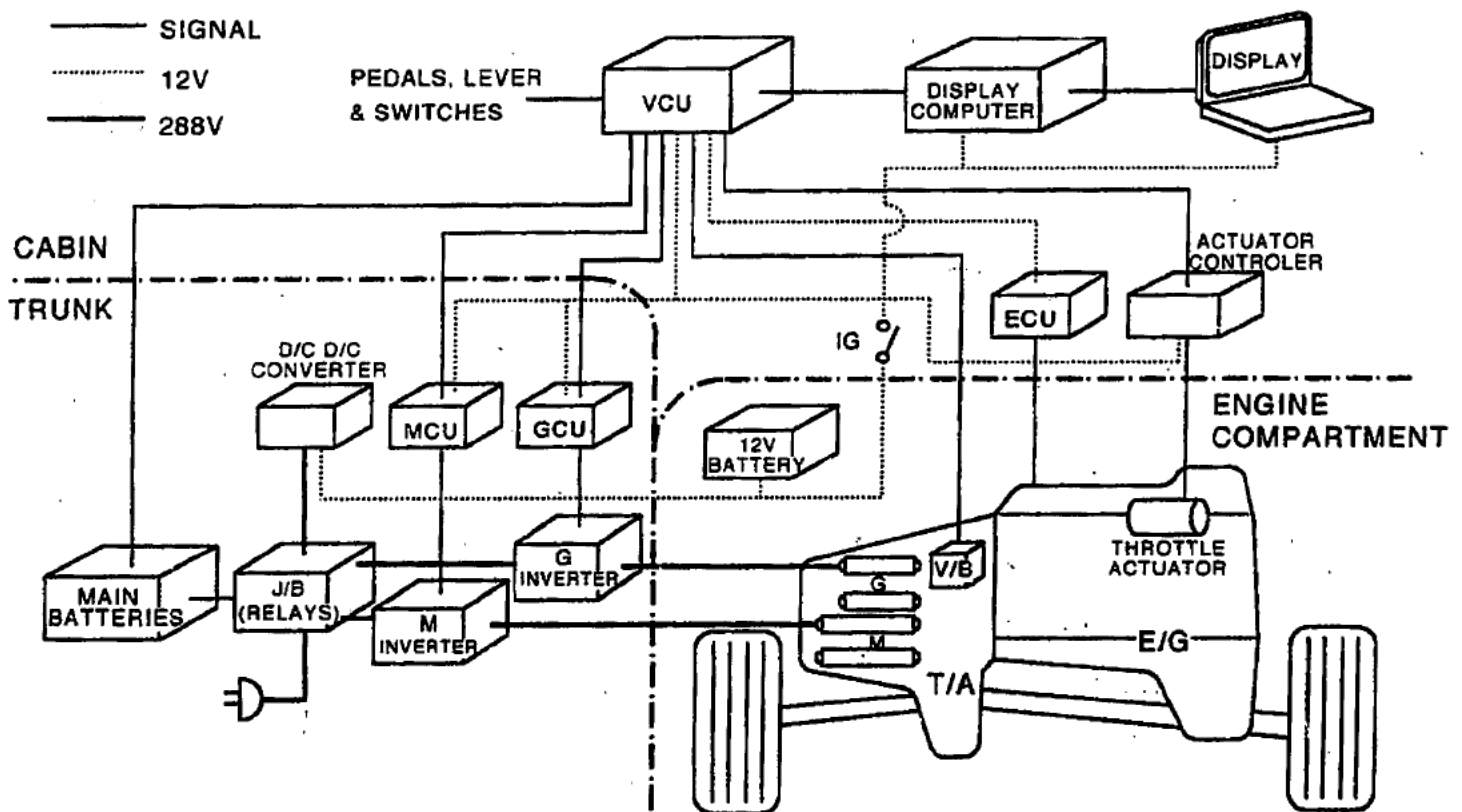 SIGNAL
12V
288V
PEDALS, LEVER
& SWITCHES
VCU
DISPLAY
COMPUTER
DISPLAY
CABIN
TRUNK
ACTUATOR
CONTROLER
ECU
IG
D/C D/C
CONVERTER
MCU
GCU
12V
BATTERY
ENGINE
COMPARTMENT
MAIN
BATTERIES
J/B
(RELAYS)
G
INVERTER
M
INVERTER
G
M
V/B
THROTTLE
ACTUATOR
E/G
T/A